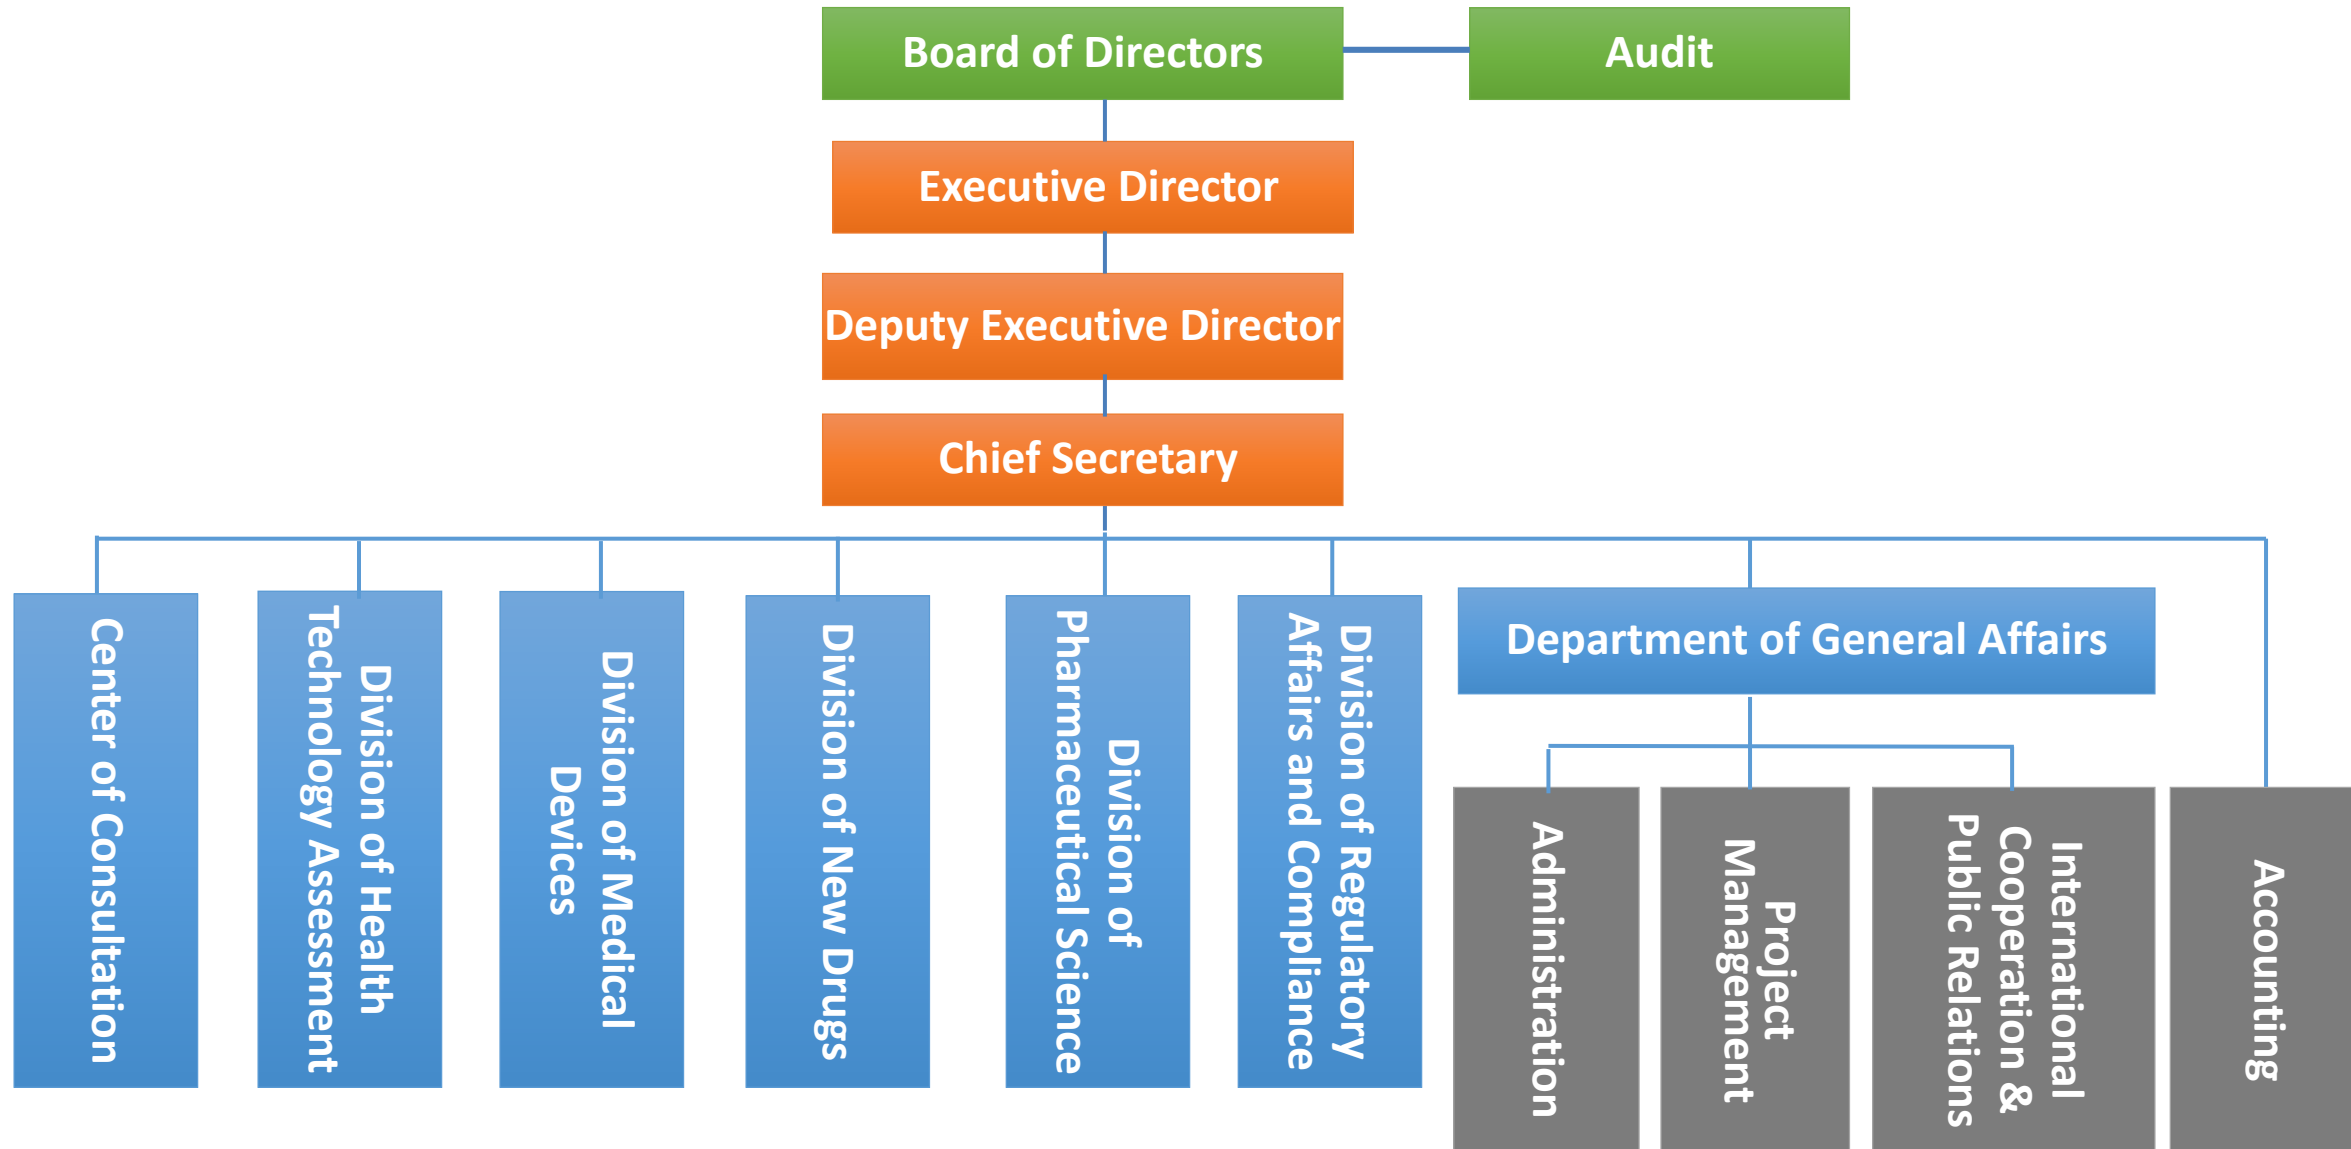 Board of Directors
Audit
Executive Director
Deputy Executive Director
Chief Secretary
Center of Consultation
Division of Health
Technology Assessment
Division of Medical
Devices
Division of New Drugs
Division of
Pharmaceutical Science
Division of Regulatory
Affairs and Compliance
Department of General Affairs
Administration
Project
Management
International
Cooperation &
Public Relations
Accounting